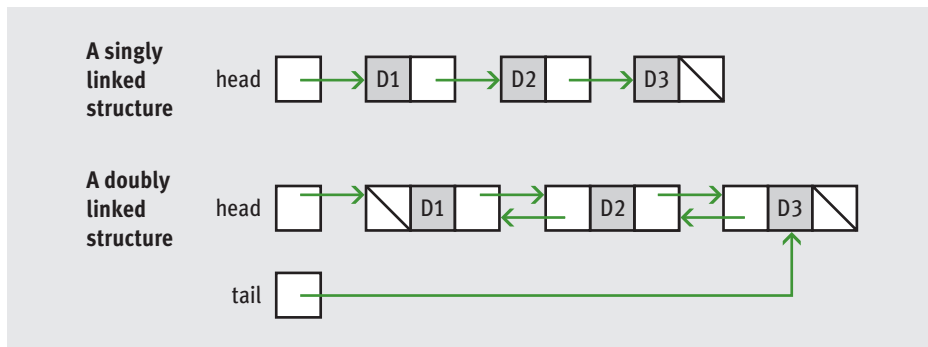 A singly
linked
structure
head
D1
D2
D3
A doubly
linked
structure
head
D1
D2
D3
tail